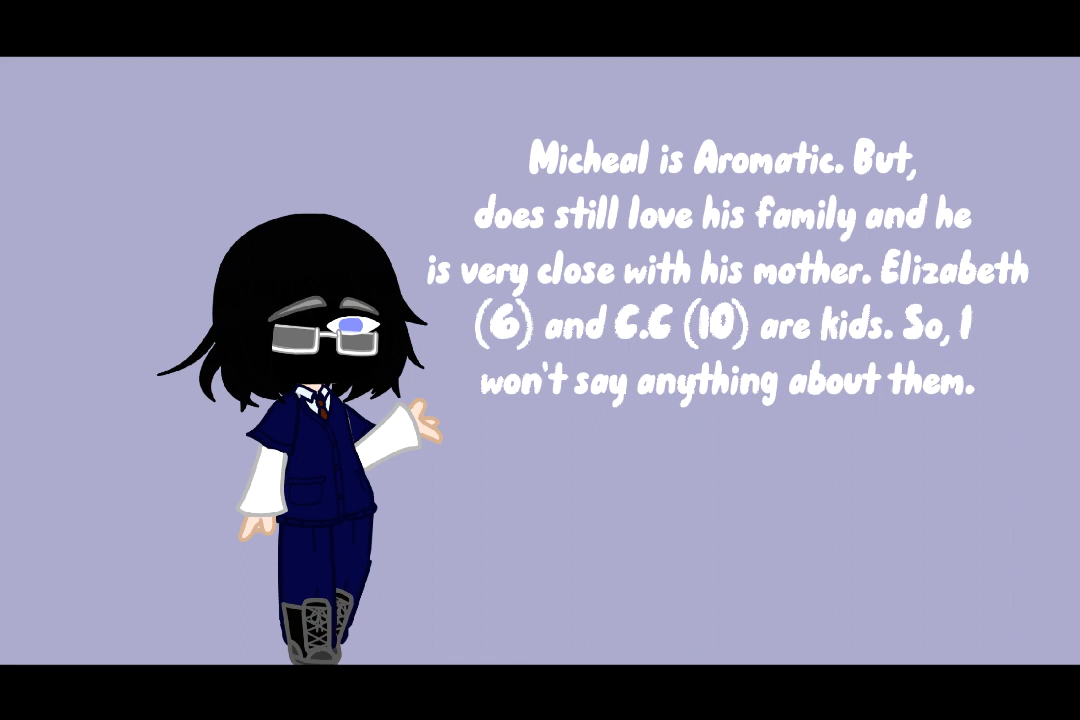 Micheal is Aromatic. But,
does still love his family and he
is very close with his mother. Elizabeth
(6) and C.C (10) are kids. So, I
won't say anything about them.